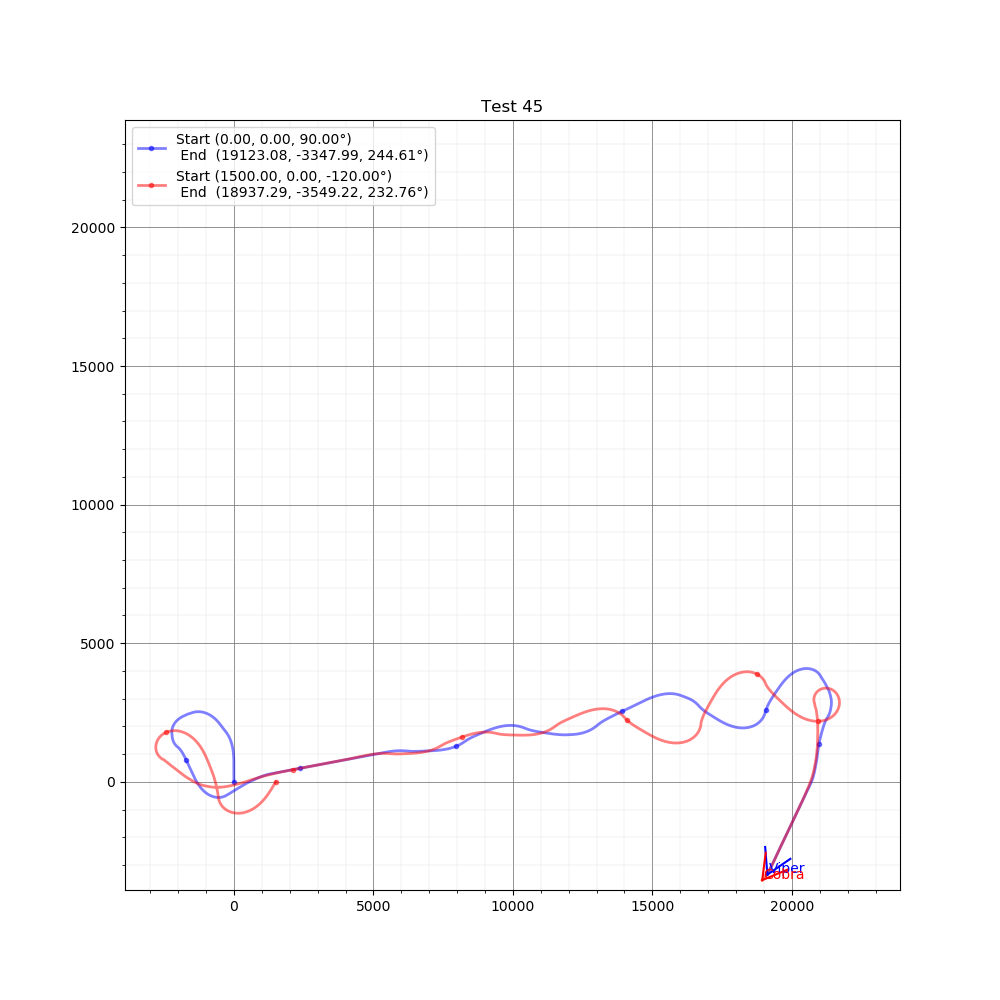 Test 45
Start (0.00, 0.00, 90.00°)
End (19123.08, -3347.99, 244.61°)
Start (1500.00, 0.00, -120.00°)
End (18937.29, -3549.22, 232.76°)
20000
15000
10000
5000
0
Viper
Cobra
0 5000 10000 15000 20000